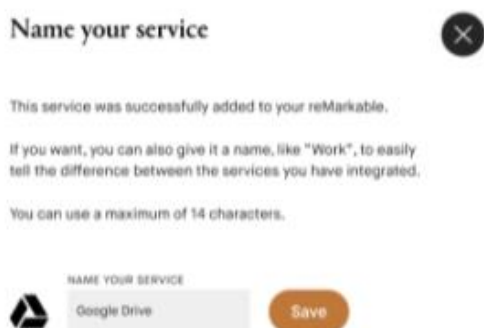 Name your service
This service was successfully added to your reMarkable.
If you want, you can also give it a name, like "Work", to easily
tell the difference between the services you have integrated.
You can use a maximum of 14 characters.
NAME YOUR SERVICE
Google Drive
Save